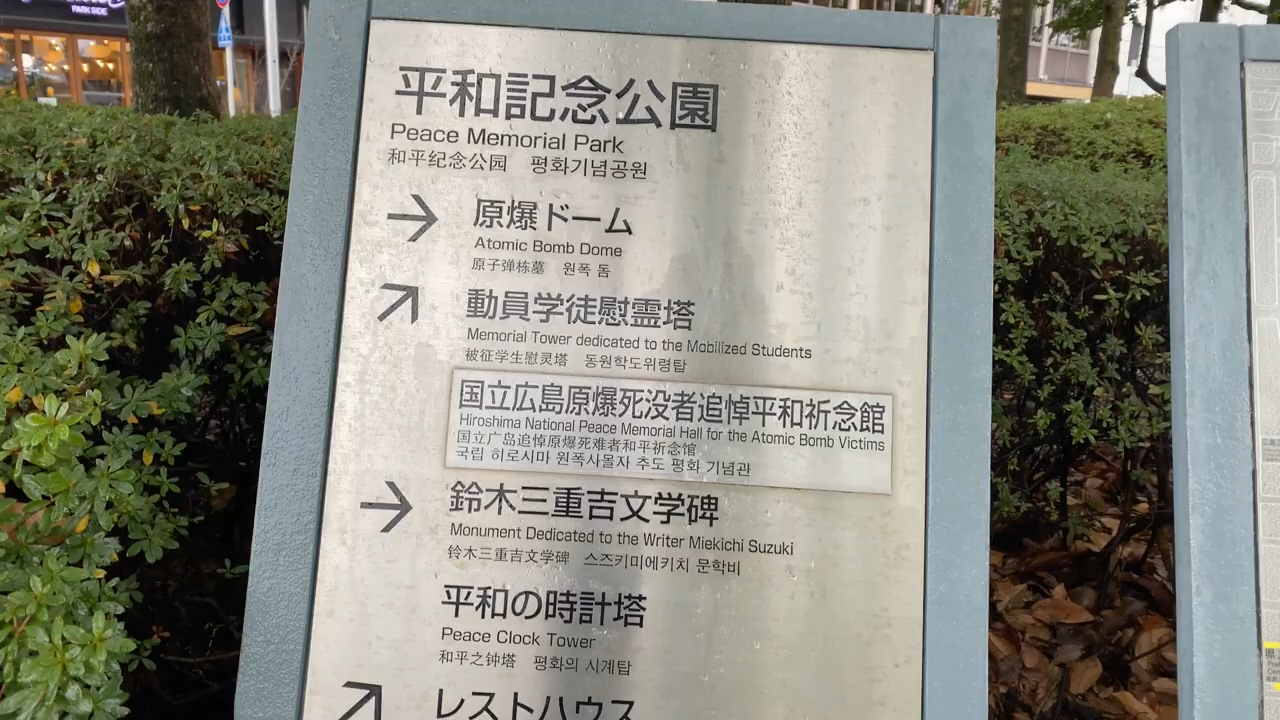 PARK SIDE
平和記念公園
Peace Memorial Park
和平纪念公园 평화기념공원
→ 原爆ドーム
Atomic Bomb Dome
原子弹栋墓 원폭 돔
↗ 動員学徒慰霊塔
Memorial Tower dedicated to the Mobilized Students
被征学生慰灵塔 동원학도위령탑
国立広島原爆死没者追悼平和祈念館
Hiroshima National Peace Memorial Hall for the Atomic Bomb Victims
国立广岛追悼原爆死难者和平祈念馆
국립 히로시마 원폭사몰자 추도 평화 기념관
→ 鈴木三重吉文学碑
Monument Dedicated to the Writer Miekichi Suzuki
铃木三重吉文学碑 스즈키미에키치 문학비
平和の時計塔
Peace Clock Tower
和平之钟塔 평화의 시계탑
↗ レストハウス